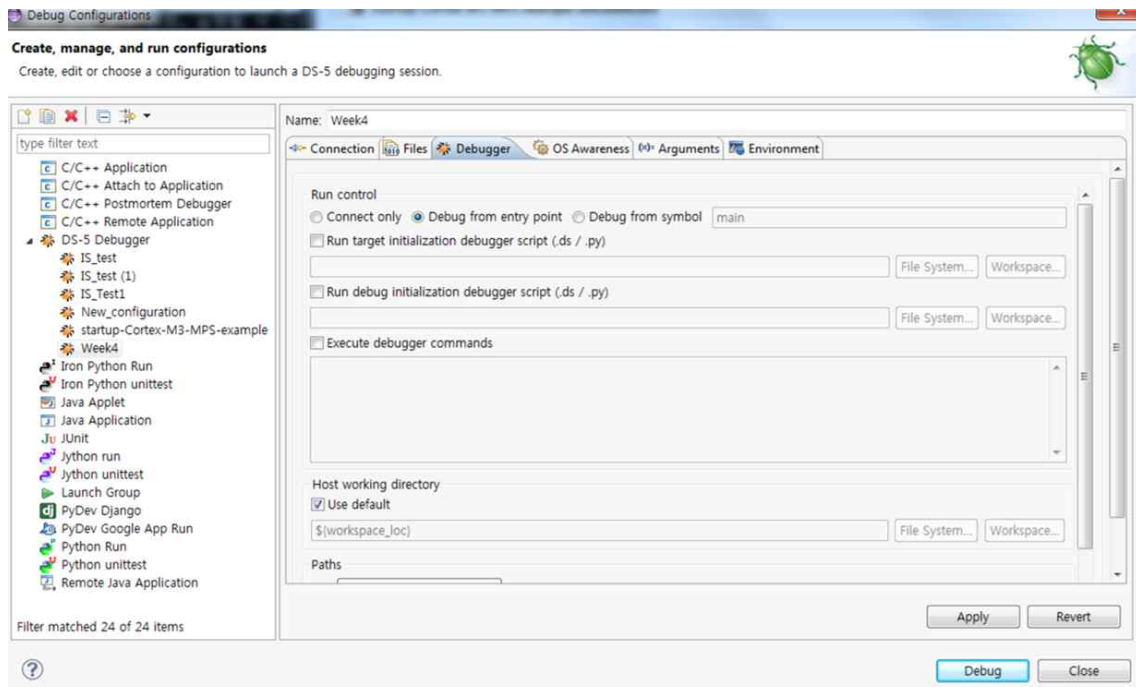 Debug Configurations
Create, manage, and run configurations
Create, edit or choose a configuration to launch a DS-5 debugging session.
type filter text
C/C++ Application
C/C++ Attach to Application
C/C++ Postmortem Debugger
C/C++ Remote Application
DS-5 Debugger
IS_test
IS_test (1)
IS_Test1
New_configuration
startup-Cortex-M3-MPS-example
Week4
Iron Python Run
Iron Python unittest
Java Applet
Java Application
JUnit
Jython run
Jython unittest
Launch Group
PyDev Django
PyDev Google App Run
Python Run
Python unittest
Remote Java Application
Filter matched 24 of 24 items
Name: Week4
Connection Files Debugger OS Awareness Arguments Environment
Run control
Connect only Debug from entry point Debug from symbol main
Run target initialization debugger script (.ds / .py)
File System... Workspace...
Run debug initialization debugger script (.ds / .py)
File System... Workspace...
Execute debugger commands
Host working directory
Use default
${workspace_loc}
File System... Workspace...
Paths
Apply Revert
Debug Close